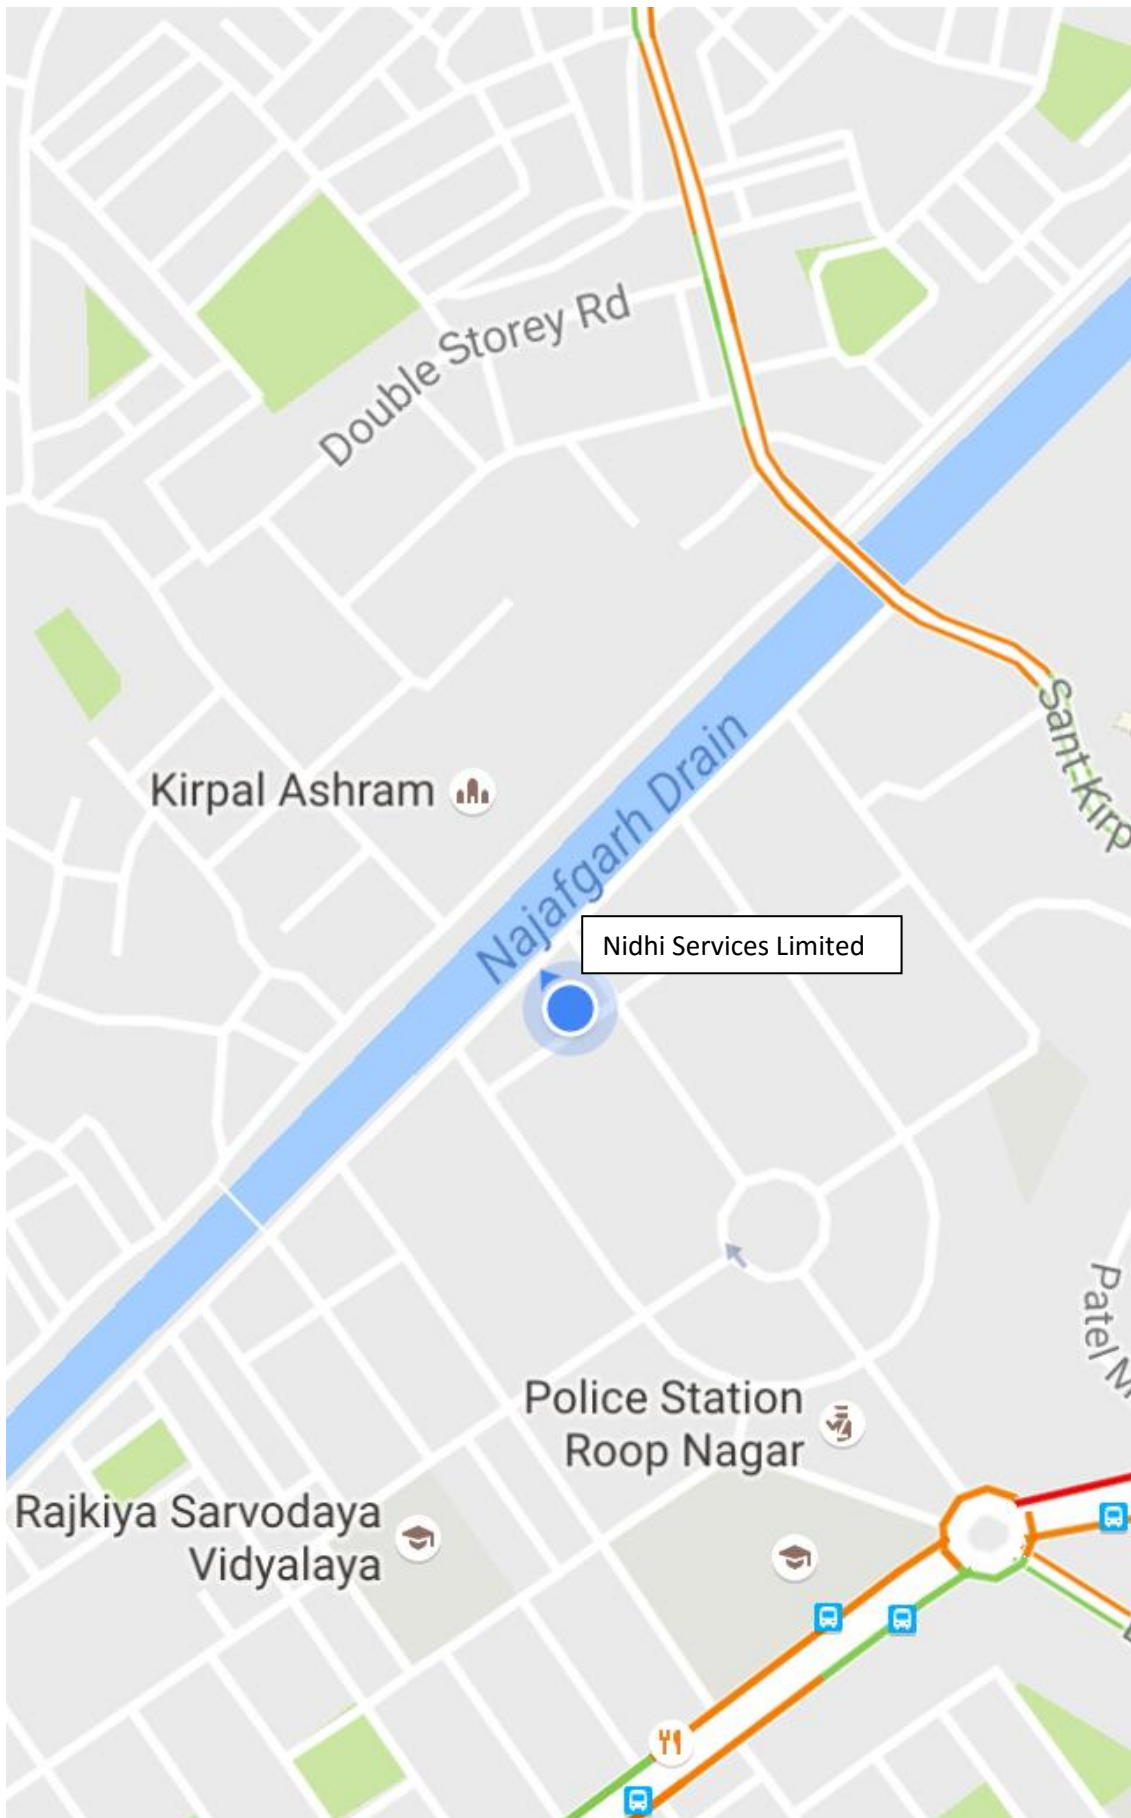 Double Storey Rd
Sant Kirp
Kirpal Ashram
Najafgarh Drain
Nidhi Services Limited
Patel M
Police Station
Roop Nagar
Rajkiya Sarvodaya
Vidyalaya